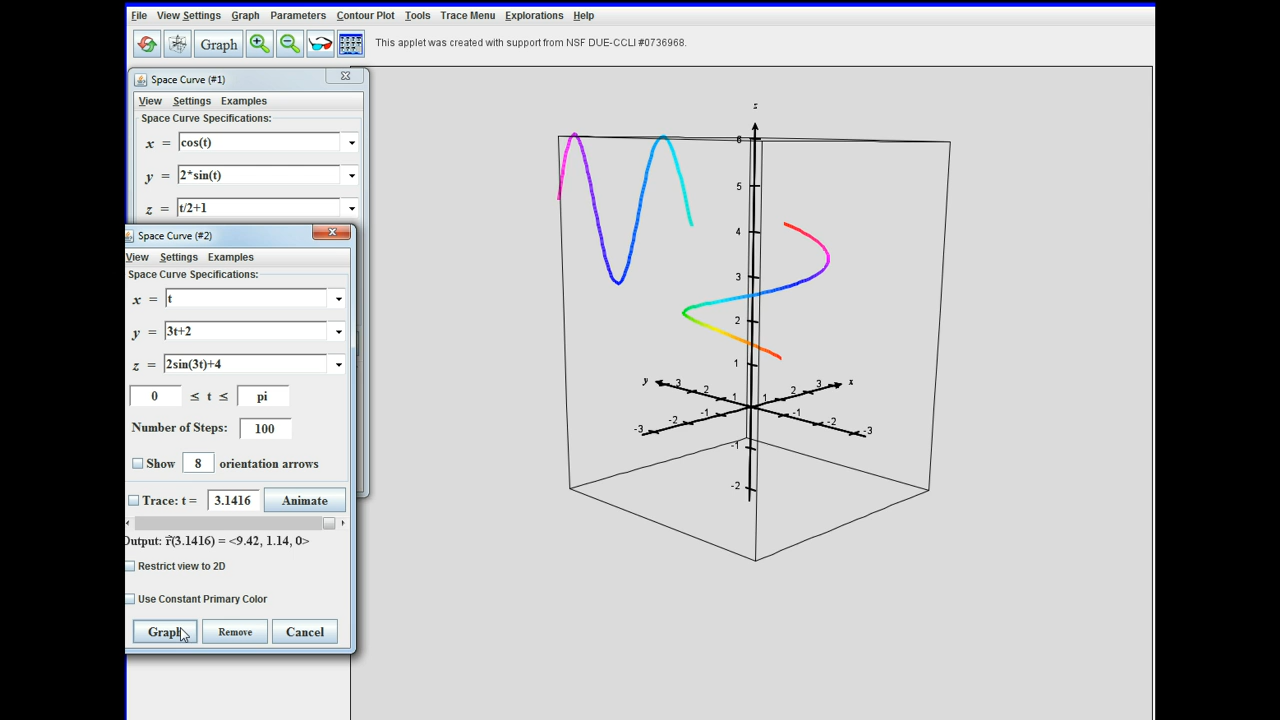 File View Settings Graph Parameters Contour Plot Tools Trace Menu Explorations Help
Graph This applet was created with support from NSF DUE-CCLI #0736968.
Space Curve (#1)
View Settings Examples
Space Curve Specifications:
x = cos(t)
y = 2*sin(t)
z = t/2+1
Space Curve (#2)
View Settings Examples
Space Curve Specifications:
x = t
y = 3t+2
z = 2sin(3t)+4
0 ≤ t ≤ pi
Number of Steps: 100
Show 8 orientation arrows
Trace: t = 3.1416 Animate
Output: r⃗(3.1416) = <9.42, 1.14, 0>
Restrict view to 2D
Use Constant Primary Color
Graph Remove Cancel
z
6
5
4
3
2
1
y 3 2 1 1 2 3 x
-3 -2 -1 -1 -2 -3
-1
-2